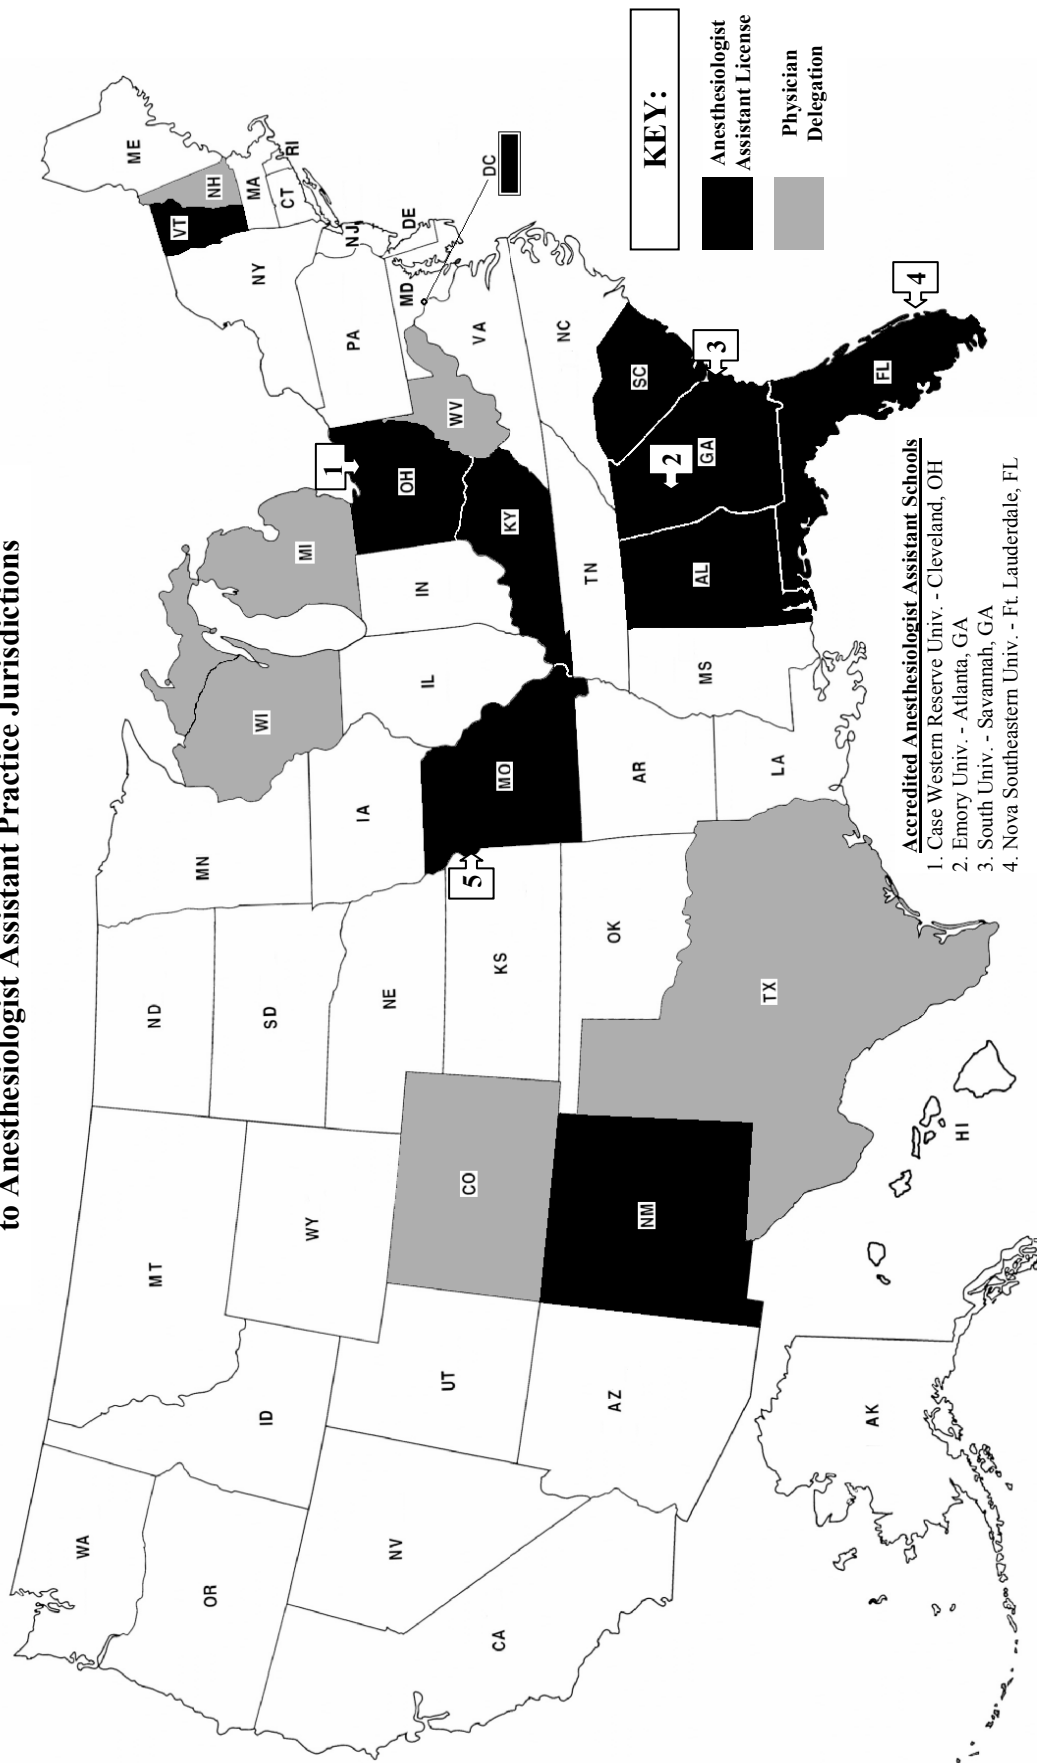 to Anesthesiologist Assistant Practice Jurisdictions
WA
OR
CA
NV
ID
MT
WY
UT
AZ
CO
NM
ND
SD
NE
KS
OK
TX
MN
IA
MO
AR
LA
WI
IL
MI
IN
OH
KY
TN
MS
AL
GA
FL
SC
NC
VA
WV
PA
NY
VT
NH
ME
MA
RI
CT
NJ
DE
MD
DC
AK
HI
1
2
3
4
5
KEY:
Anesthesiologist
Assistant License
Physician
Delegation
Accredited Anesthesiologist Assistant Schools
1. Case Western Reserve Univ. - Cleveland, OH
2. Emory Univ. - Atlanta, GA
3. South Univ. - Savannah, GA
4. Nova Southeastern Univ. - Ft. Lauderdale, FL